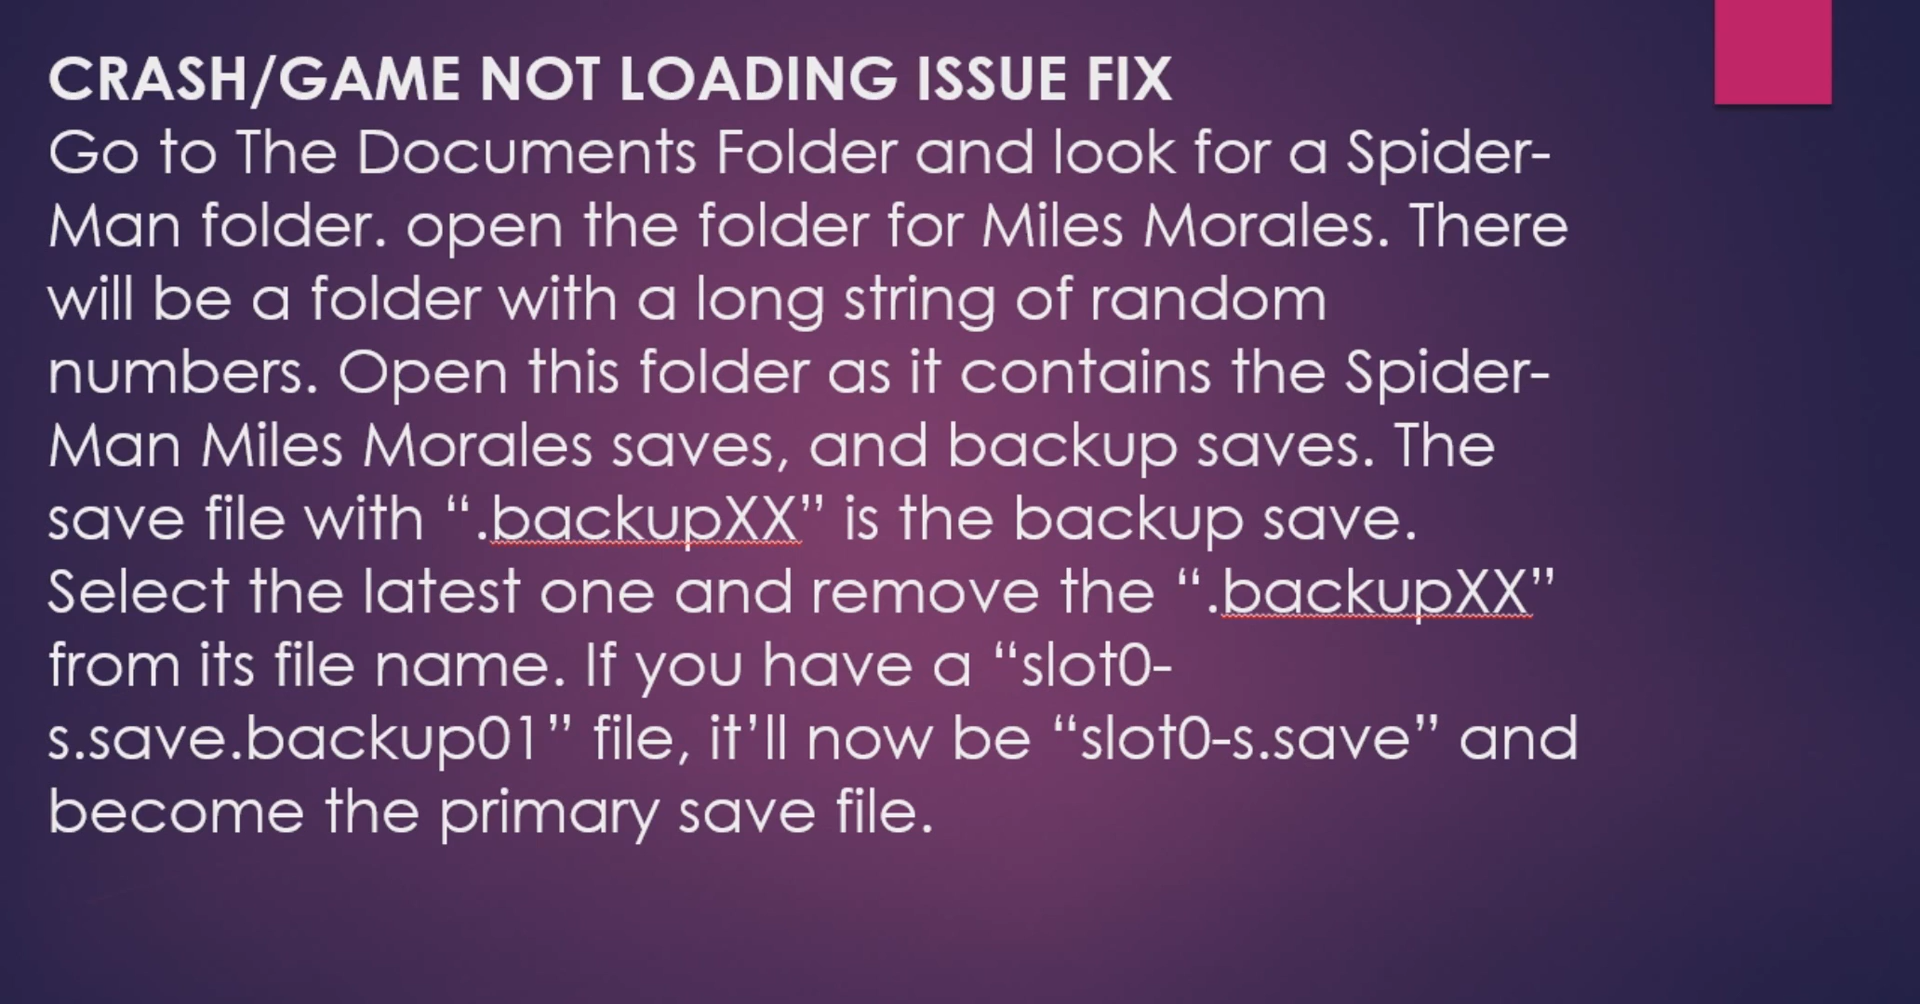 CRASH/GAME NOT LOADING ISSUE FIX
Go to The Documents Folder and look for a Spider-
Man folder. open the folder for Miles Morales. There
will be a folder with a long string of random
numbers. Open this folder as it contains the Spider-
Man Miles Morales saves, and backup saves. The
save file with “.backupXX” is the backup save.
Select the latest one and remove the “.backupXX”
from its file name. If you have a “slot0-
s.save.backup01” file, it’ll now be “slot0-s.save” and
become the primary save file.